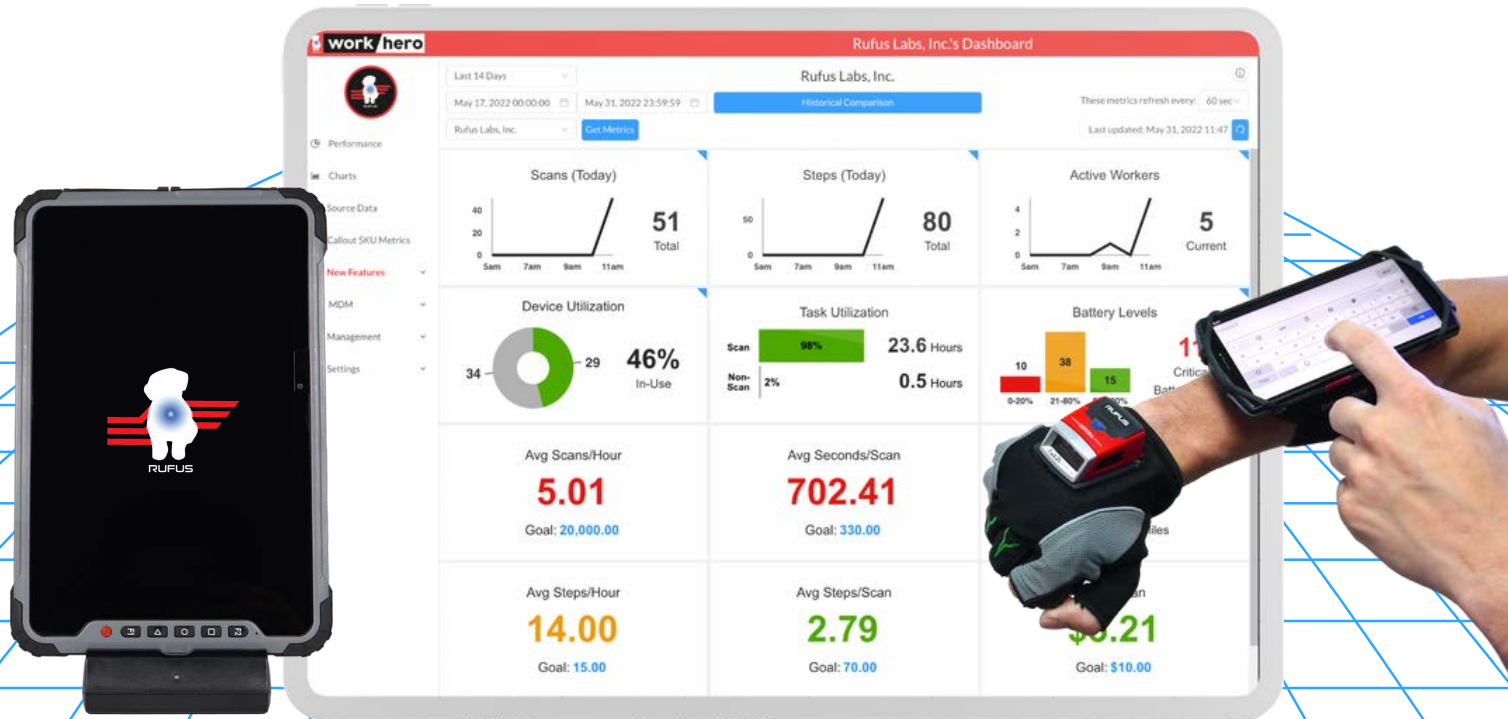 work hero
Rufus Labs, Inc.'s Dashboard
Last 14 Days
Rufus Labs, Inc.
May 17, 2022 00:00:00
May 31, 2022 23:59:59
Historical Comparison
These metrics refresh every: 60 sec
Rufus Labs, Inc.
Get Metrics
Last updated: May 31, 2022 11:47
Performance
Charts
Source Data
Callout SKU Metrics
New Features
MDM
Management
Settings
Scans (Today)
40
20
0
5am 7am 9am 11am
51
Total
Steps (Today)
50
0
5am 7am 9am 11am
80
Total
Active Workers
4
2
0
5am 7am 9am 11am
5
Current
Device Utilization
34
29
46%
In-Use
Task Utilization
Scan 98% 23.6 Hours
Non-Scan 2% 0.5 Hours
Battery Levels
10 38 15
0-20% 21-80%
Avg Scans/Hour
5.01
Goal: 20,000.00
Avg Seconds/Scan
702.41
Goal: 330.00
Avg Steps/Hour
14.00
Goal: 15.00
Avg Steps/Scan
2.79
Goal: 70.00
.21
Goal: $10.00
RUFUS
RUFUS